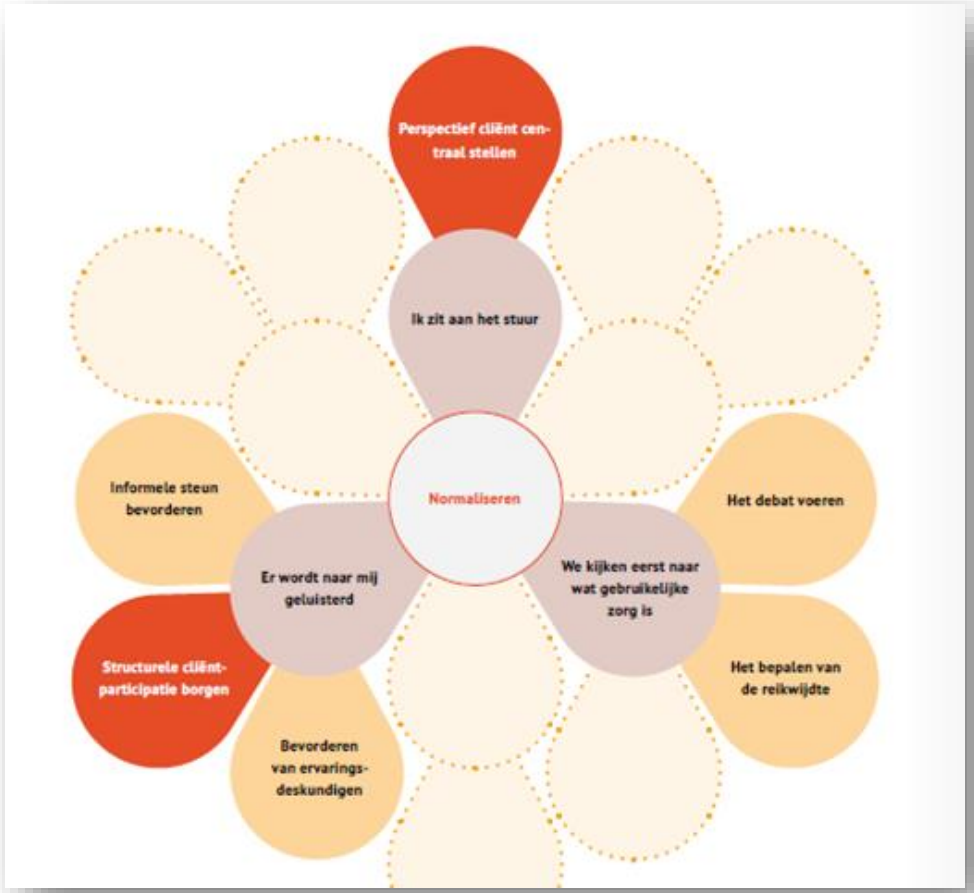 Perspectief cliënt cen-
traal stellen
Ik zit aan het stuur
Normaliseren
Informele steun
bevorderen
Het debat voeren
Er wordt naar mij
geluisterd
We kijken eerst naar
wat gebruikelijke
zorg is
Structurele cliënt-
participatie borgen
Het bepalen van
de reikwijdte
Bevorderen
van ervarings-
deskundigen